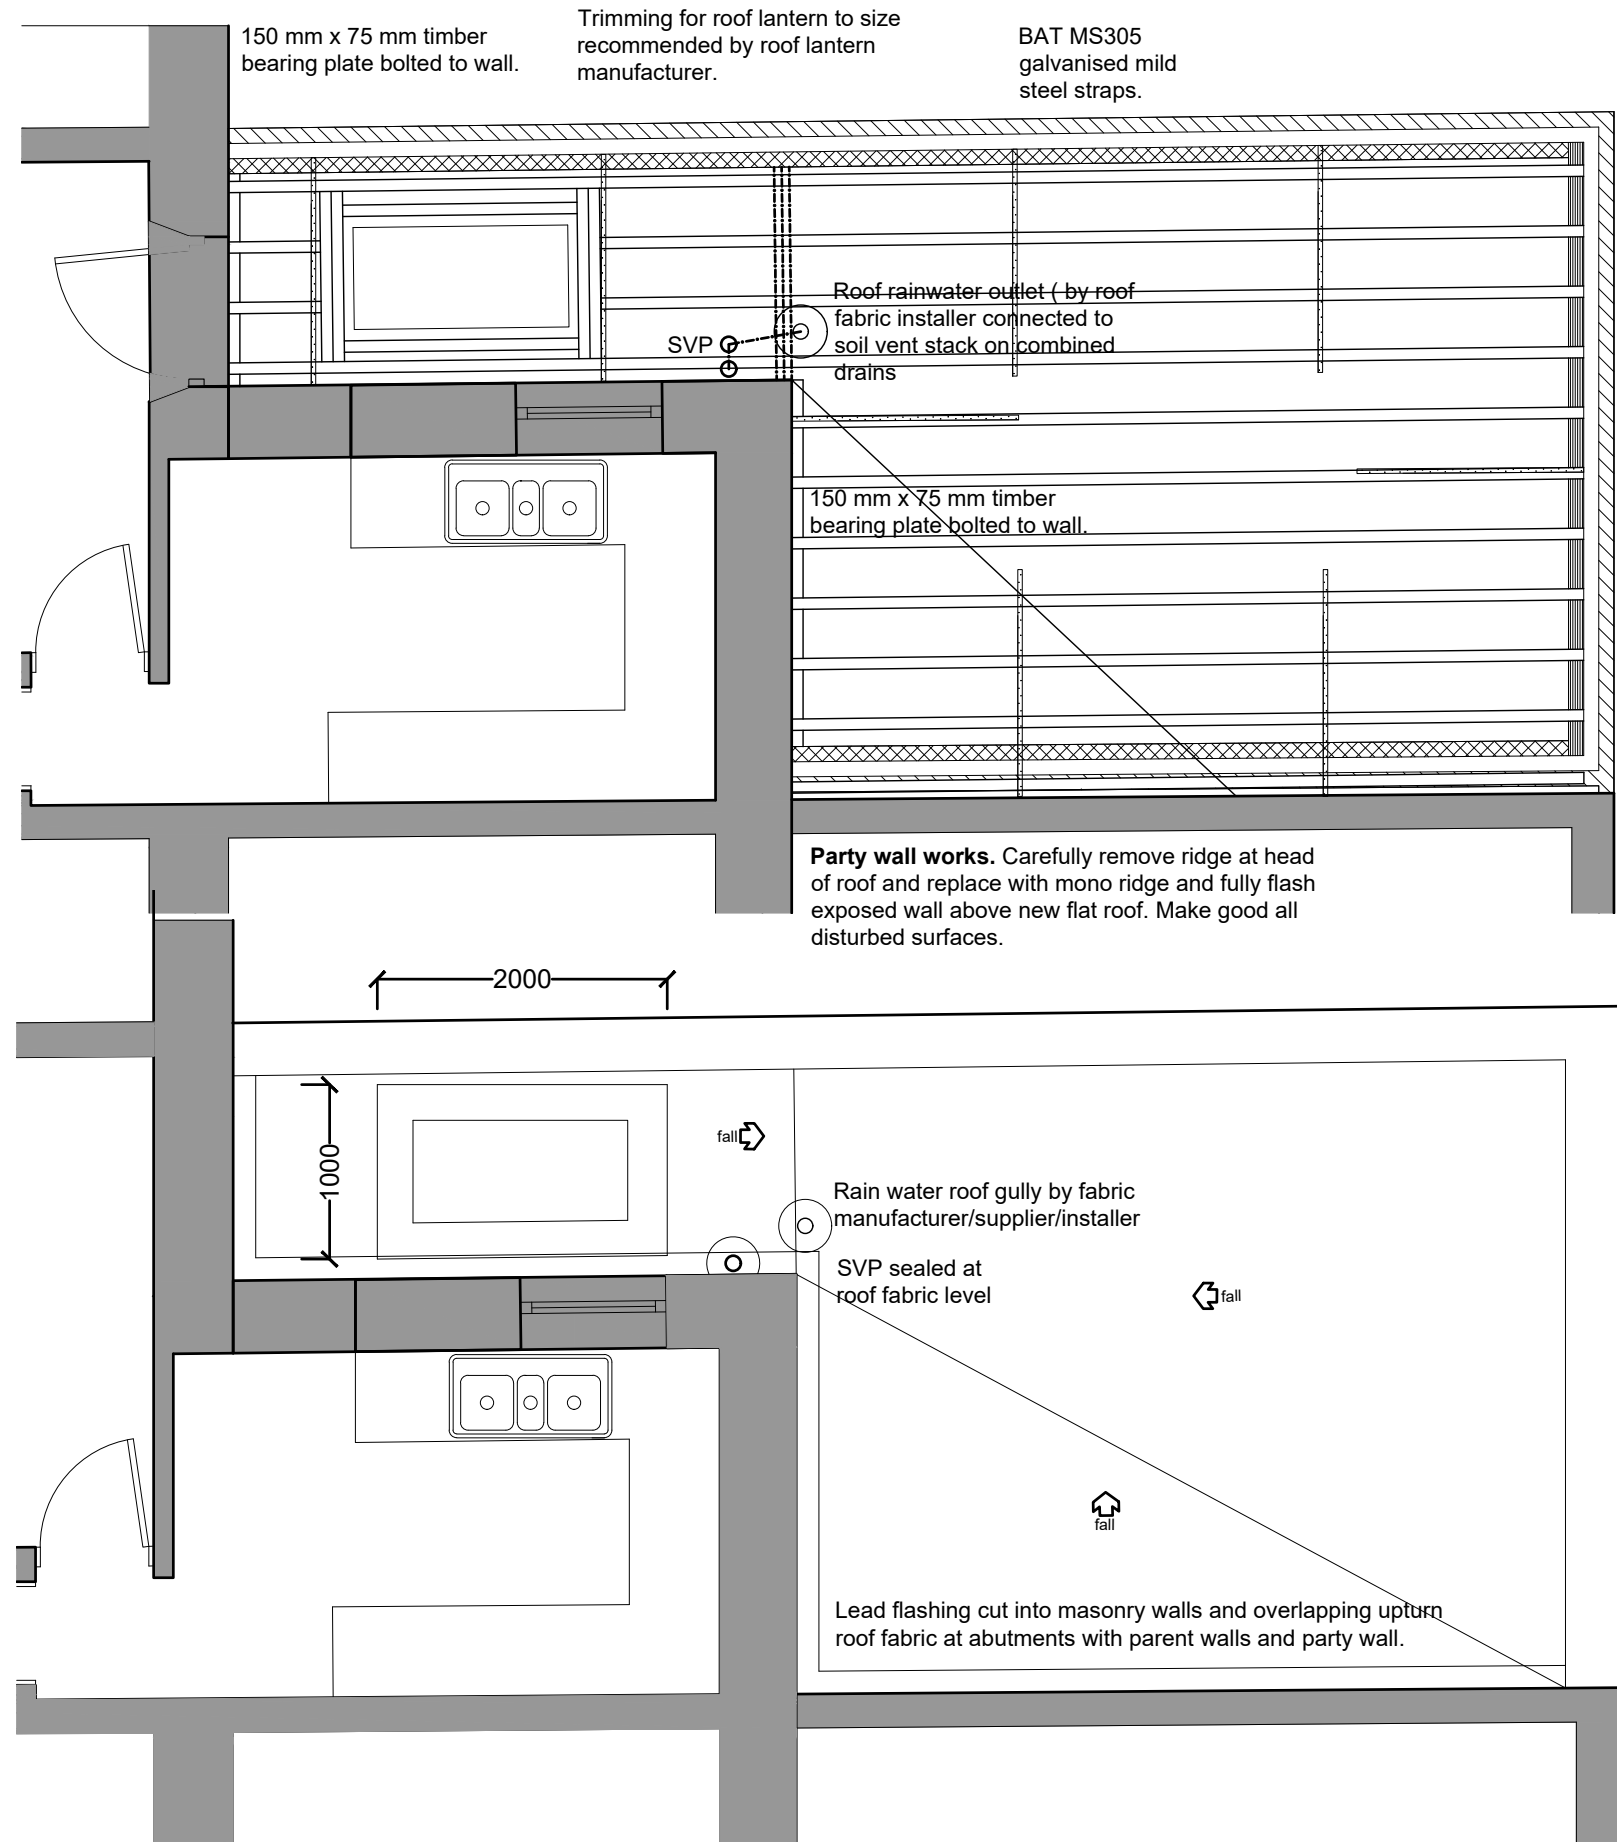 150 mm x 75 mm timber
bearing plate bolted to wall.
Trimming for roof lantern to size
recommended by roof lantern
manufacturer.
BAT MS305
galvanised mild
steel straps.
Roof rainwater outlet ( by roof
fabric installer connected to
soil vent stack on combined
drains
SVP
150 mm x 75 mm timber
bearing plate bolted to wall.
Party wall works. Carefully remove ridge at head
of roof and replace with mono ridge and fully flash
exposed wall above new flat roof. Make good all
disturbed surfaces.
2000
1000
fall
Rain water roof gully by fabric
manufacturer/supplier/installer
SVP sealed at
roof fabric level
fall
fall
Lead flashing cut into masonry walls and overlapping upturn
roof fabric at abutments with parent walls and party wall.